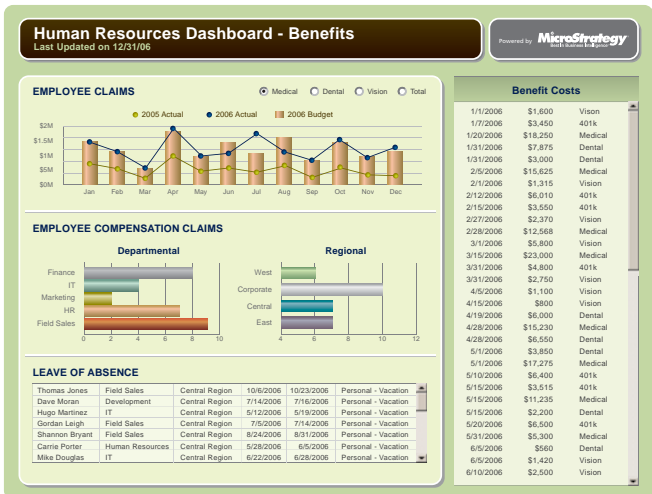 Human Resources Dashboard - Benefits
Last Updated on 12/31/06
Powered by MicroStrategy
Best in Business Intelligence
EMPLOYEE CLAIMS
Medical Dental Vision Total
2005 Actual 2006 Actual 2006 Budget
$2M
$1.5M
$1M
$.5M
$0M
Jan Feb Mar Apr May Jun Jul Aug Sep Oct Nov Dec
EMPLOYEE COMPENSATION CLAIMS
Departmental
Finance
IT
Marketing
HR
Field Sales
0 2 4 6 8 10
Regional
West
Corporate
Central
East
4 6 8 10 12
LEAVE OF ABSENCE
Thomas Jones Field Sales Central Region 10/6/2006 10/23/2006 Personal - Vacation
Dave Moran Development Central Region 7/14/2006 7/16/2006 Personal - Vacation
Hugo Martinez IT Central Region 5/12/2006 5/19/2006 Personal - Vacation
Gordan Leigh Field Sales Central Region 7/5/2006 7/14/2006 Personal - Vacation
Shannon Bryant Field Sales Central Region 8/24/2006 8/31/2006 Personal - Vacation
Carrie Porter Human Resources Central Region 5/28/2006 6/5/2006 Personal - Vacation
Mike Douglas IT Central Region 6/22/2006 6/28/2006 Personal - Vacation
Benefit Costs
1/1/2006 $1,600 Vison
1/7/2006 $3,450 401k
1/20/2006 $18,250 Medical
1/31/2006 $7,875 Dental
1/31/2006 $3,000 Dental
2/5/2006 $15,625 Medical
2/1/2006 $1,315 Vision
2/12/2006 $6,010 401k
2/15/2006 $3,550 401k
2/27/2006 $2,370 Vision
2/28/2006 $12,568 Medical
3/1/2006 $5,800 Vision
3/15/2006 $23,000 Medical
3/31/2006 $4,800 401k
3/31/2006 $2,750 Vision
4/5/2006 $1,100 Vision
4/15/2006 $800 Vision
4/19/2006 $6,000 Dental
4/28/2006 $15,230 Medical
4/28/2006 $6,550 Dental
5/1/2006 $3,850 Dental
5/1/2006 $17,275 Medical
5/10/2006 $6,400 401k
5/15/2006 $3,515 401k
5/15/2006 $11,235 Medical
5/15/2006 $2,200 Dental
5/20/2006 $6,500 401k
5/31/2006 $5,300 Medical
6/5/2006 $560 Dental
6/5/2006 $1,420 Vision
6/10/2006 $2,500 Vision